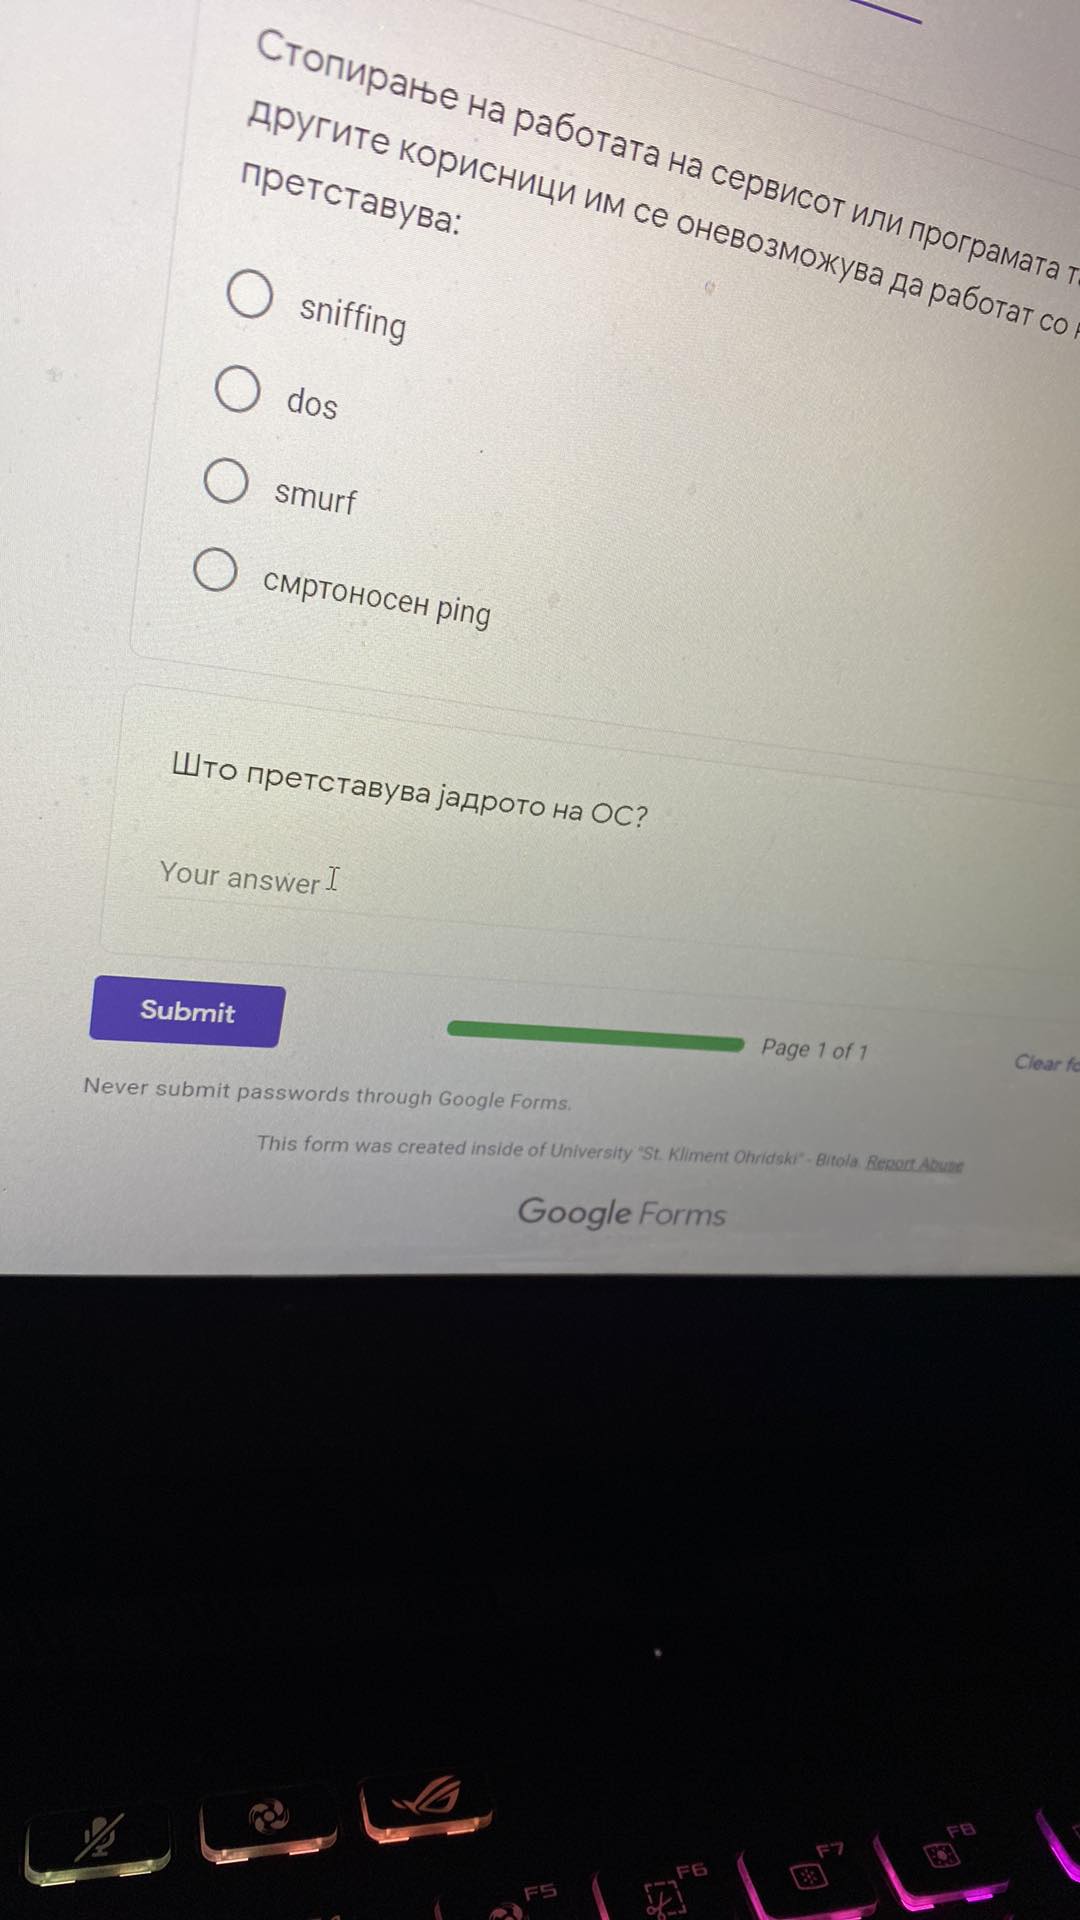 Стопирање на работата на сервисот или програмата
другите корисници им се оневозможува да работат со
претставува:
sniffing
dos
smurf
смртоносен ping
Што претставува јадрото на ОС?
Your answer
Submit
Page 1 of 1
Clear
Never submit passwords through Google Forms.
This form was created inside of University "St. Kliment Ohridski" - Bitola. Report Abuse
Google Forms
F5
F6
F7
F8